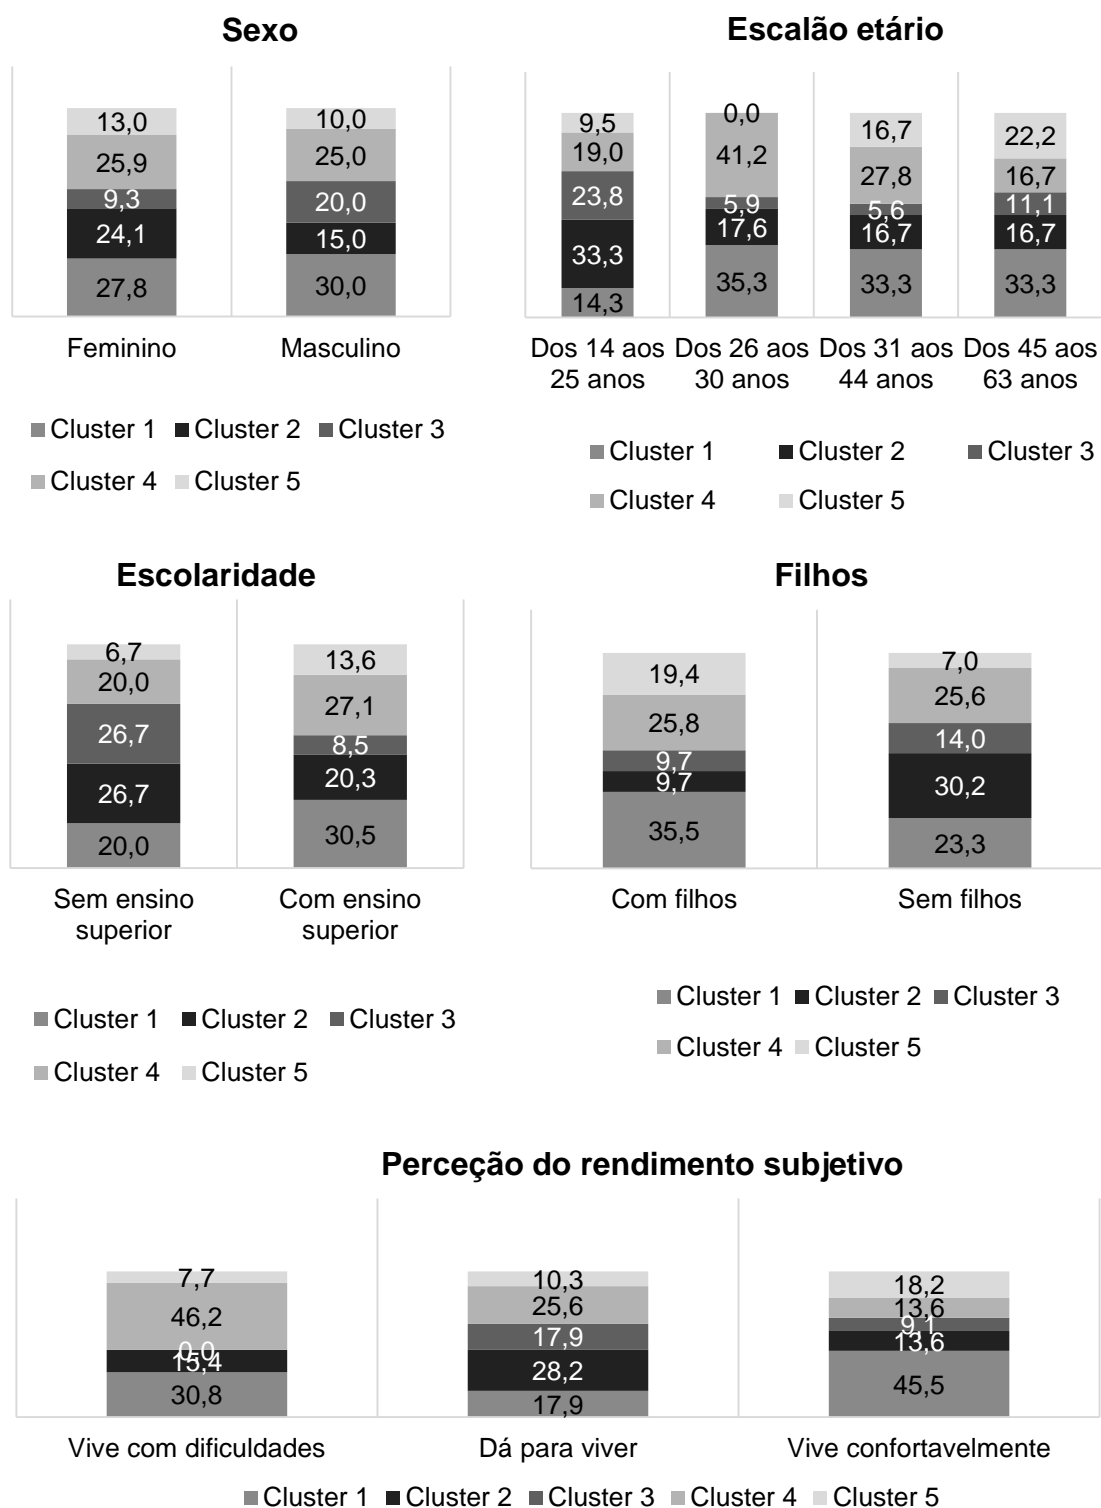 Sexo
13,0
25,9
9,3
24,1
27,8
10,0
25,0
20,0
15,0
30,0
Feminino
Masculino
Cluster 1 Cluster 2 Cluster 3
Cluster 4 Cluster 5
Escalão etário
9,5
19,0
23,8
33,3
14,3
0,0
41,2
5,9
17,6
35,3
16,7
27,8
5,6
16,7
33,3
22,2
16,7
11,1
16,7
33,3
Dos 14 aos
25 anos
Dos 26 aos
30 anos
Dos 31 aos
44 anos
Dos 45 aos
63 anos
Cluster 1 Cluster 2 Cluster 3
Cluster 4 Cluster 5
Escolaridade
6,7
20,0
26,7
26,7
20,0
13,6
27,1
8,5
20,3
30,5
Sem ensino
superior
Com ensino
superior
Cluster 1 Cluster 2 Cluster 3
Cluster 4 Cluster 5
Filhos
19,4
25,8
9,7
9,7
35,5
7,0
25,6
14,0
30,2
23,3
Com filhos
Sem filhos
Cluster 1 Cluster 2 Cluster 3
Cluster 4 Cluster 5
Perceção do rendimento subjetivo
7,7
46,2
0,0
15,4
30,8
10,3
25,6
17,9
28,2
17,9
18,2
13,6
9,1
13,6
45,5
Vive com dificuldades
Dá para viver
Vive confortavelmente
Cluster 1 Cluster 2 Cluster 3 Cluster 4 Cluster 5